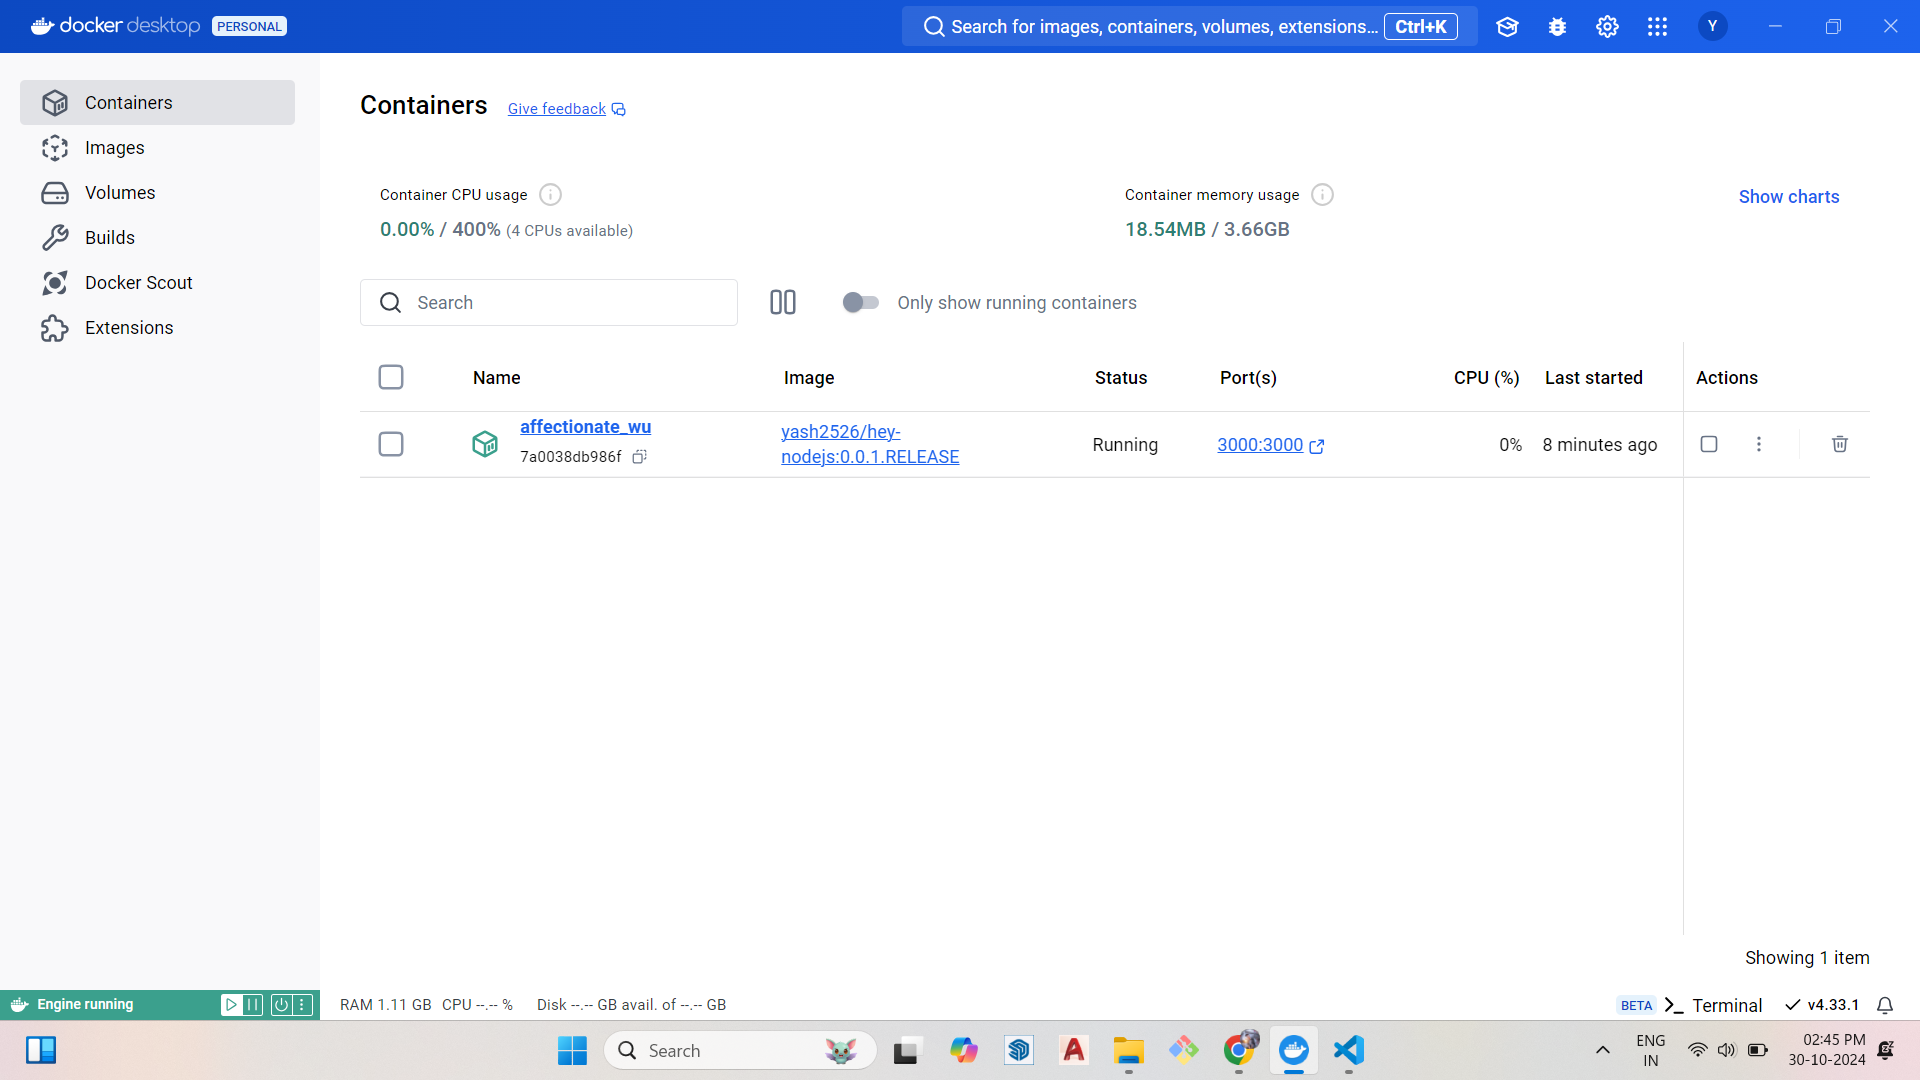 docker desktop PERSONAL
Search for images, containers, volumes, extensions... Ctrl+K
Y
Containers
Images
Volumes
Builds
Docker Scout
Extensions
Containers Give feedback
Container CPU usage
0.00% / 400% (4 CPUs available)
Container memory usage
18.54MB / 3.66GB
Show charts
Search
Only show running containers
Name Image Status Port(s) CPU (%) Last started Actions
affectionate_wu
7a0038db986f
yash2526/hey-
nodejs:0.0.1.RELEASE
Running
3000:3000
0%
8 minutes ago
Showing 1 item
Engine running
RAM 1.11 GB CPU --.-- % Disk --.-- GB avail. of --.-- GB
BETA Terminal v4.33.1
Search
ENG
IN
02:45 PM
30-10-2024